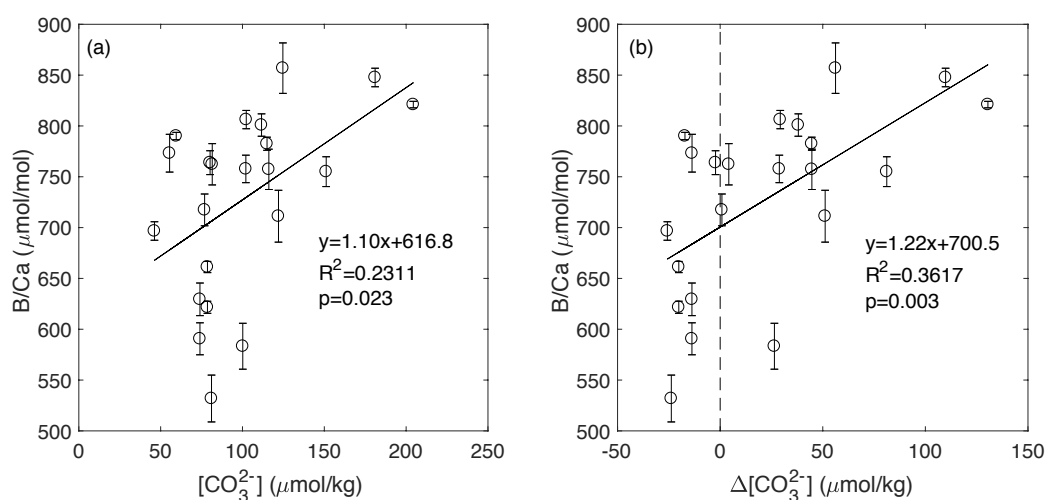 (a)
900
850
800
750
700
650
600
550
500
B/Ca (μmol/mol)
y=1.10x+616.8
R²=0.2311
p=0.023
0
50
100
150
200
250
[CO₃²⁻] (μmol/kg)
(b)
900
850
800
750
700
650
600
550
500
B/Ca (μmol/mol)
y=1.22x+700.5
R²=0.3617
p=0.003
-50
0
50
100
150
Δ[CO₃²⁻] (μmol/kg)